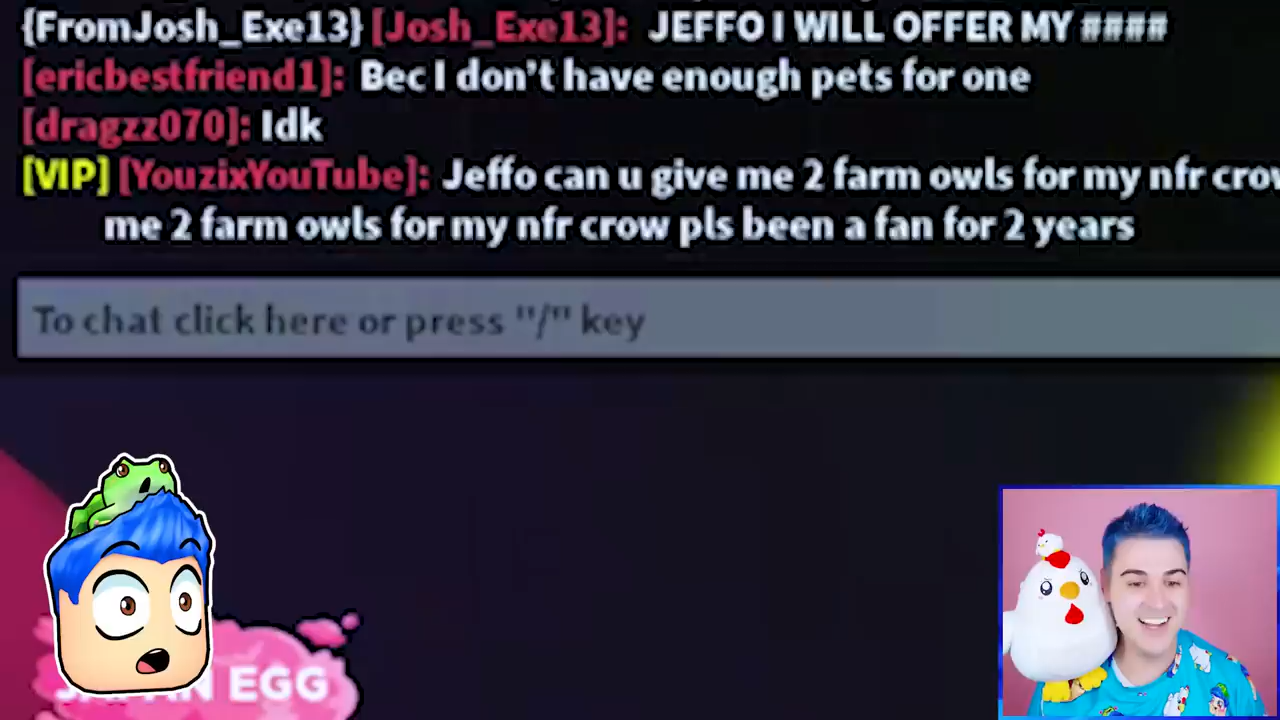 {FromJosh_Exe13} [Josh_Exe13]: JEFFO I WILL OFFER MY ####
[ericbestfriend1]: Bec I don't have enough pets for one
[dragzz070]: Idk
[VIP] [YouzixYouTube]: Jeffo can u give me 2 farm owls for my nfr
me 2 farm owls for my nfr crow pls been a fan for 2 years
To chat click here or press "/" key
EGG